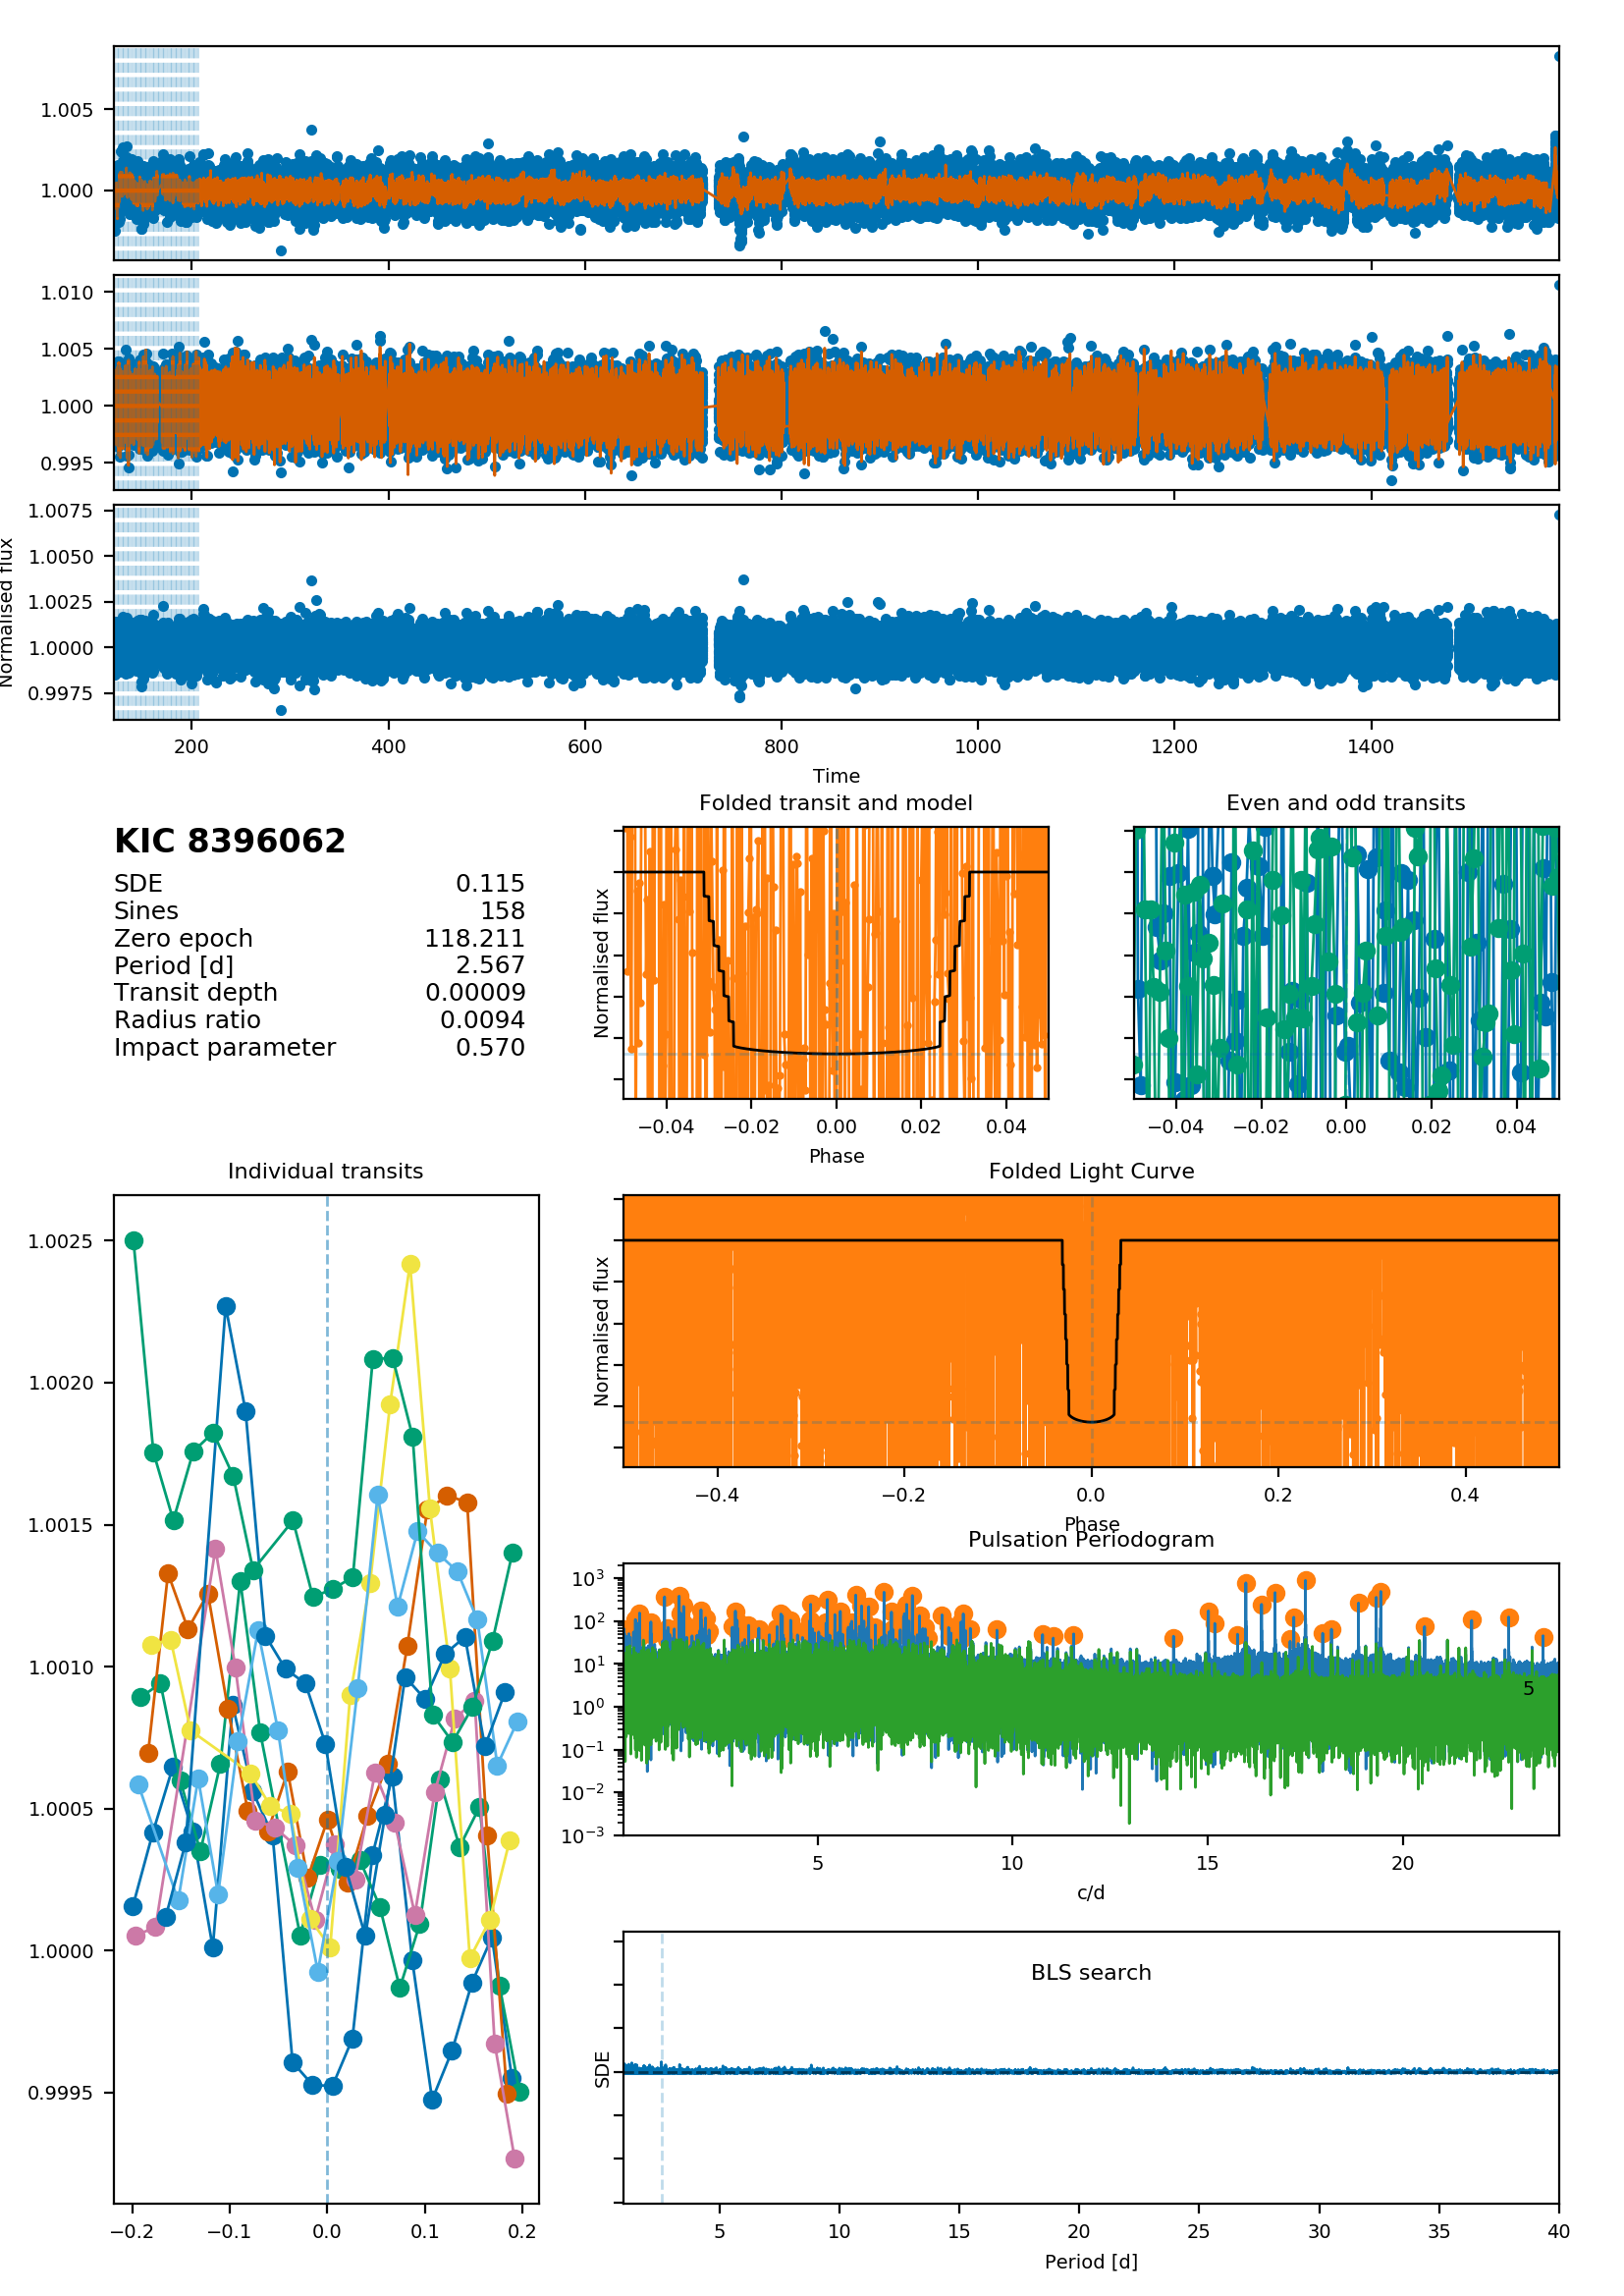 1.005
1.000
1.010
1.005
1.000
0.995
1.0075
1.0050
1.0025
1.0000
0.9975
Normalised flux
200 400 600 800 1000 1200 1400
Time
KIC 8396062
SDE 0.115
Sines 158
Zero epoch 118.211
Period [d] 2.567
Transit depth 0.00009
Radius ratio 0.0094
Impact parameter 0.570
Folded transit and model
Normalised flux
−0.04 −0.02 0.00 0.02 0.04
Phase
Even and odd transits
−0.04 −0.02 0.00 0.02 0.04
Individual transits
1.0025
1.0020
1.0015
1.0010
1.0005
1.0000
0.9995
−0.2 −0.1 0.0 0.1 0.2
Folded Light Curve
Normalised flux
−0.4 −0.2 0.0 0.2 0.4
Phase
Pulsation Periodogram
10³
10²
10¹
10⁰
10⁻¹
10⁻²
10⁻³
5
5 10 15 20
c/d
BLS search
SDE
5 10 15 20 25 30 35 40
Period [d]